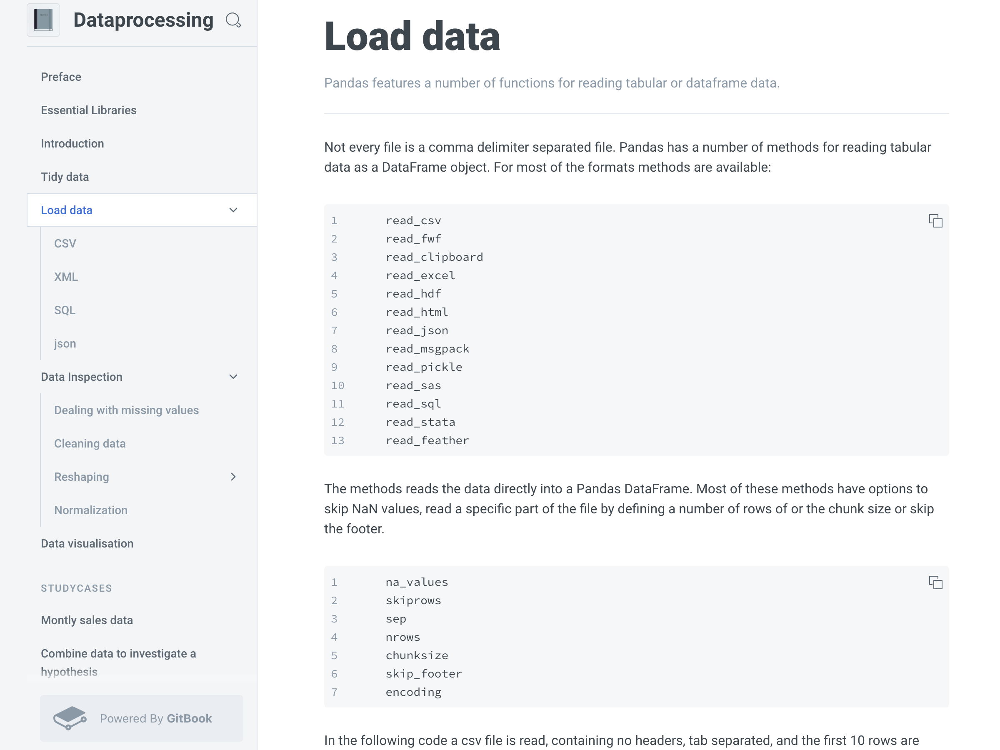 Dataprocessing
Preface
Essential Libraries
Introduction
Tidy data
Load data
CSV
XML
SQL
json
Data Inspection
Dealing with missing values
Cleaning data
Reshaping
Normalization
Data visualisation
STUDYCASES
Montly sales data
Combine data to investigate a
hypothesis
Powered By GitBook
Load data
Pandas features a number of functions for reading tabular or dataframe data.
Not every file is a comma delimiter separated file. Pandas has a number of methods for reading tabular
data as a DataFrame object. For most of the formats methods are available:
1 read_csv
2 read_fwf
3 read_clipboard
4 read_excel
5 read_hdf
6 read_html
7 read_json
8 read_msgpack
9 read_pickle
10 read_sas
11 read_sql
12 read_stata
13 read_feather
The methods reads the data directly into a Pandas DataFrame. Most of these methods have options to
skip NaN values, read a specific part of the file by defining a number of rows of or the chunk size or skip
the footer.
1 na_values
2 skiprows
3 sep
4 nrows
5 chunksize
6 skip_footer
7 encoding
In the following code a csv file is read, containing no headers, tab separated, and the first 10 rows are